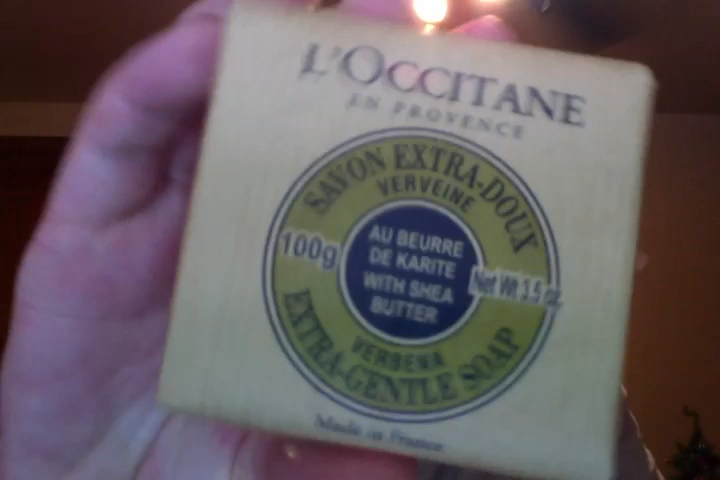 L'OCCITANE
EN PROVENCE
SAVON EXTRA-DOUX
VERVEINE
100g
AU BEURRE
DE KARITE
WITH SHEA
BUTTER
Net Wt 3.5 oz.
VERBENA
EXTRA-GENTLE SOAP
Made in France